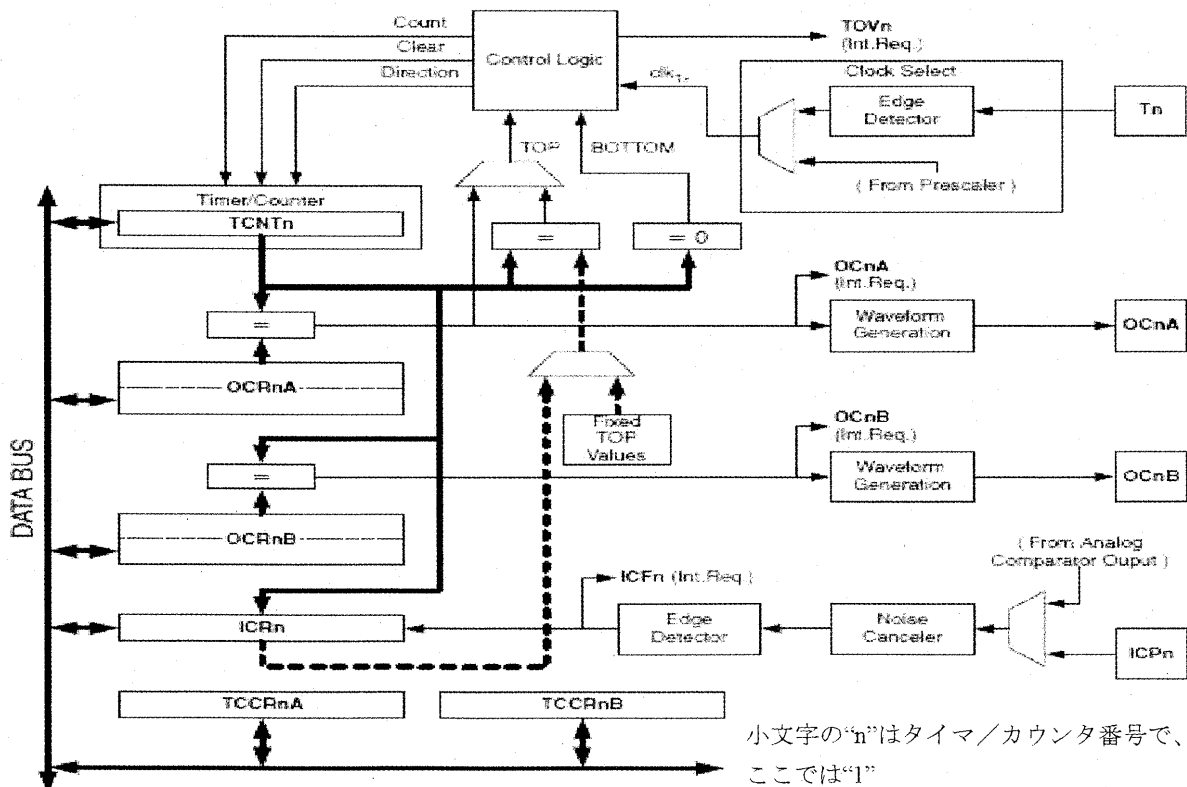 Count
Clear
Direction
Control Logic
TOVn
(Int.Req.)
Clock Select
Edge
Detector
Tn
( From Prescaler )
TOP
BOTTOM
Timer/Counter
TCNTn
=
= 0
=
OCnA
(Int.Req.)
Waveform
Generation
OCnA
OCRnA
Fixed
TOP
Values
OCnB
(Int.Req.)
=
Waveform
Generation
OCnB
DATA BUS
OCRnB
( From Analog
Comparator Ouput )
ICFn (Int.Req.)
ICRn
Edge
Detector
Noise
Canceler
ICPn
TCCRnA
TCCRnB
小文字の“n”はタイマ／カウンタ番号で、
ここでは“1”